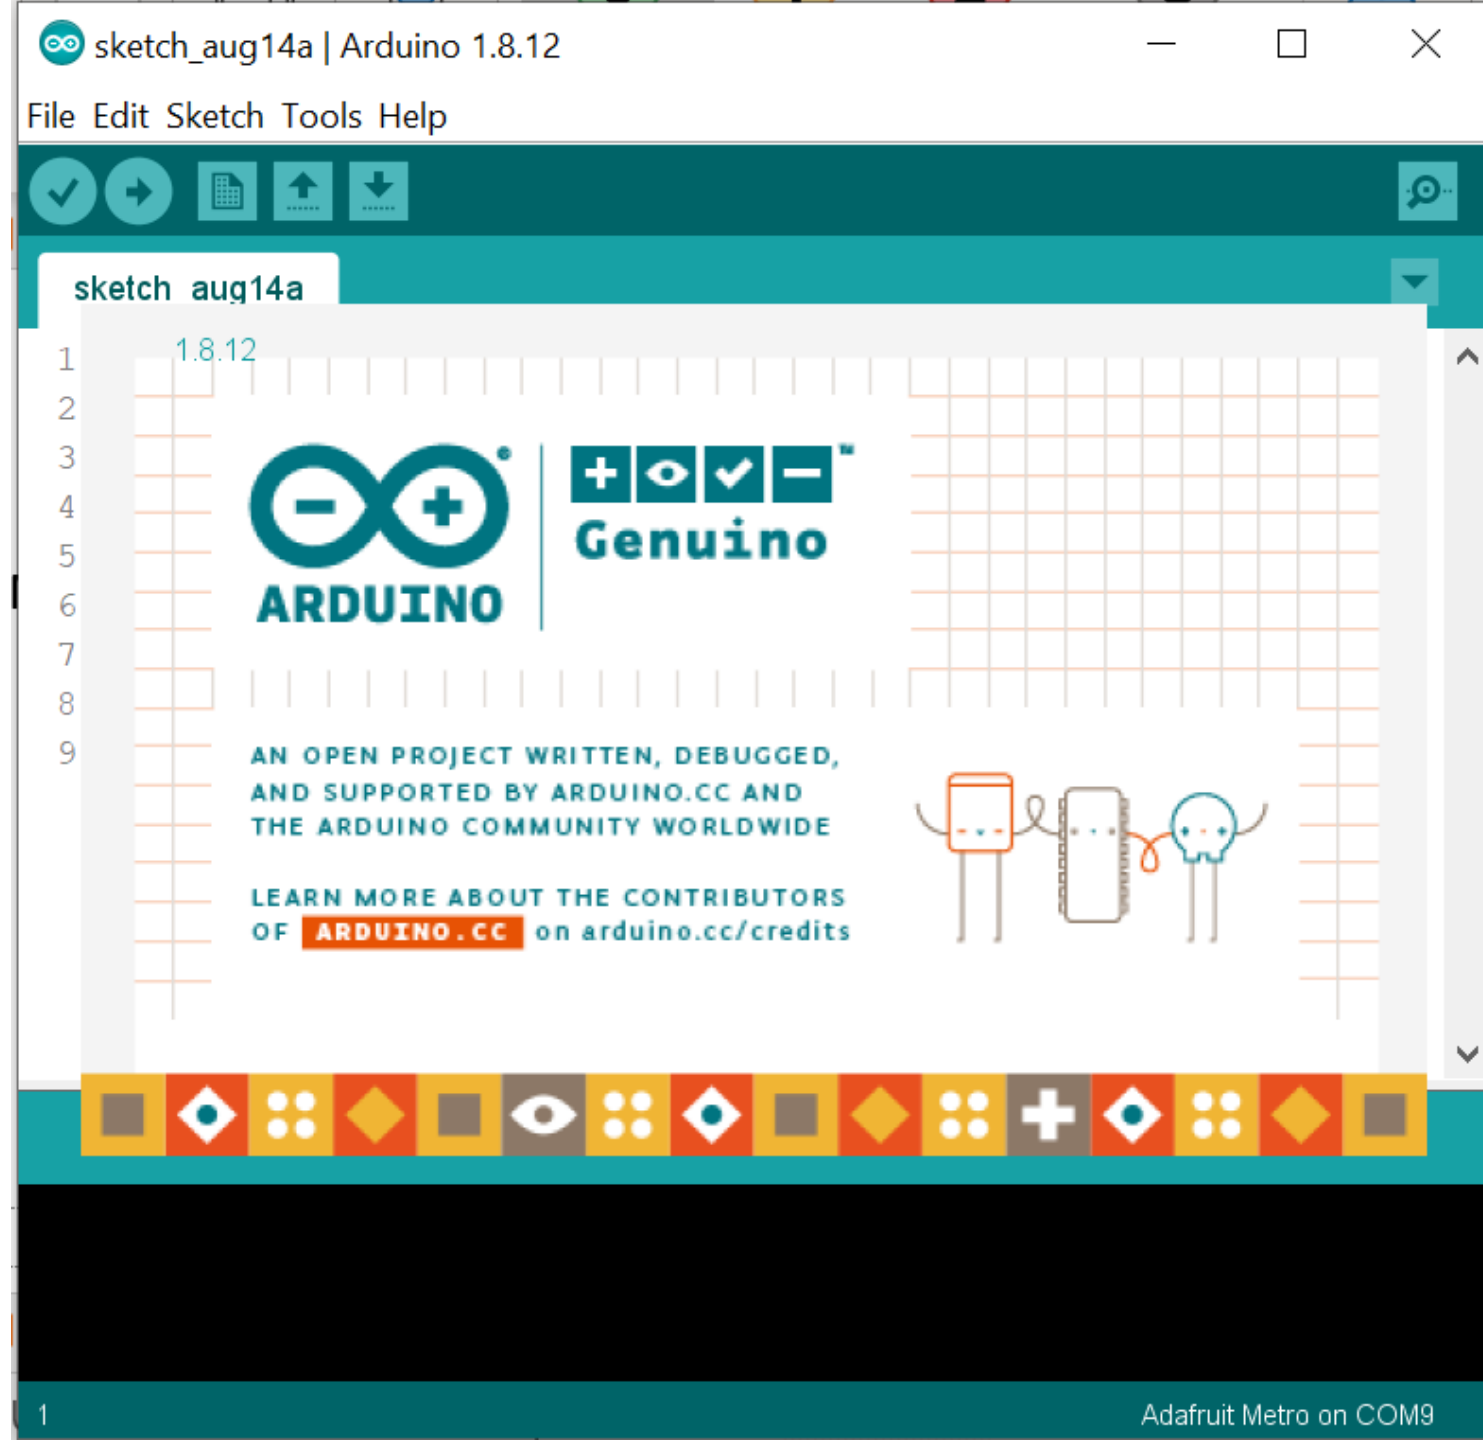 sketch_aug14a | Arduino 1.8.12
File Edit Sketch Tools Help
sketch_aug14a
1.8.12
1
2
3
4
5
6
7
8
9
Genuino
™
ARDUINO
AN OPEN PROJECT WRITTEN, DEBUGGED,
AND SUPPORTED BY ARDUINO.CC AND
THE ARDUINO COMMUNITY WORLDWIDE
LEARN MORE ABOUT THE CONTRIBUTORS
OF ARDUINO.CC on arduino.cc/credits
1
Adafruit Metro on COM9